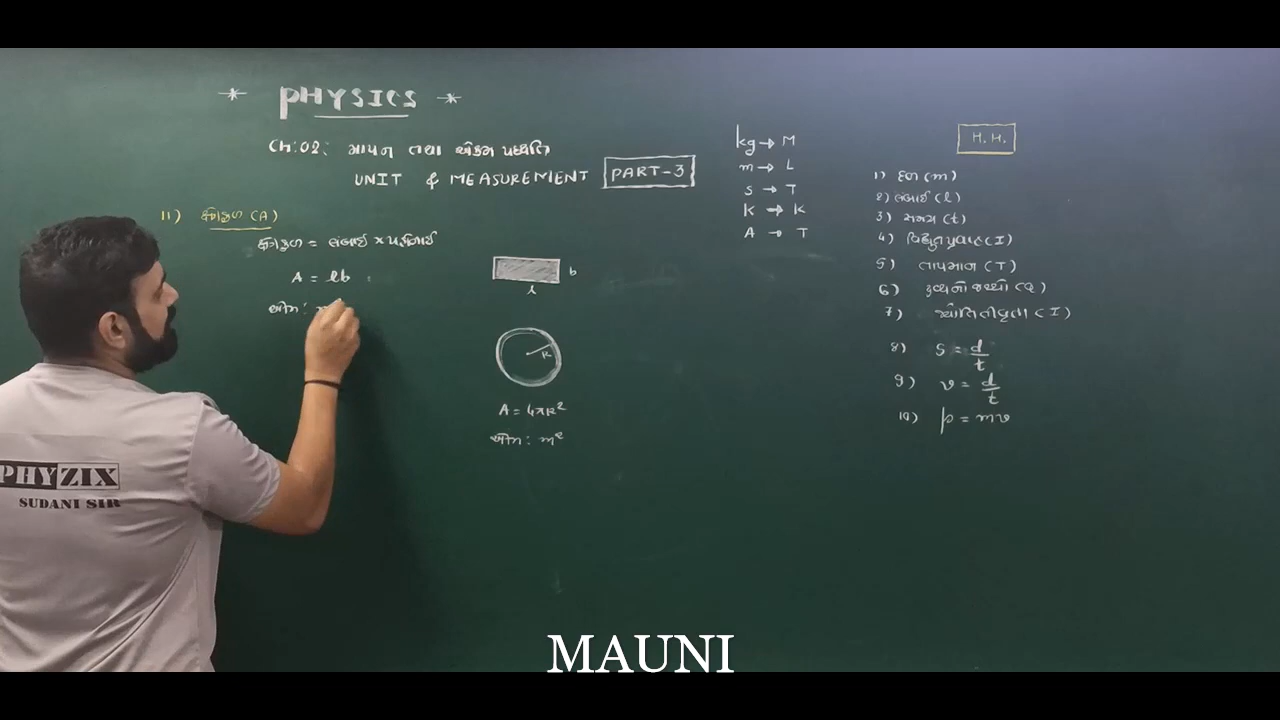 * PHYSICS *
CH:02: માપન તથા એકમ પધ્ધતિ
UNIT & MEASUREMENT PART-3
11) ક્ષેત્રફળ (A)
ક્ષેત્રફળ = લંબાઈ × પહોળાઈ
A = lb =
એકમ: m
b
l
R
A = 4πR²
એકમ: m²
kg → M
m → L
s → T
K → K
A → T
H.H.
1) દળ (m)
2) લંબાઈ (l)
3) સમય (t)
4) વિદ્યુતપ્રવાહ (I)
5) તાપમાન (T)
6) દ્રવ્યનો જથ્થો (Q)
7) જ્યોતિતીવ્રતા (I)
8) S = d/t
9) v = d/t
10) p = mv
PHYZIX
SUDANI SIR
MAUNI